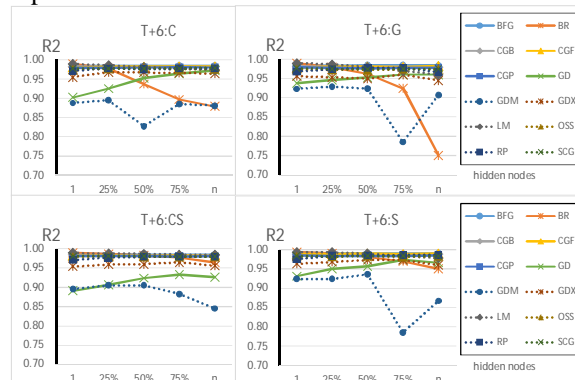 T+6:C
R2
1.00
0.95
0.90
0.85
0.80
0.75
0.70
1 25% 50% 75% n
T+6:G
1.00
0.95
0.90
0.85
0.80
0.75
0.70
1 25% 50% 75% n
BFG BR
CGB CGF
CGP GD
GDM GDX
LM OSS
RP SCG
hidden nodes
T+6:CS
R2
1.00
0.95
0.90
0.85
0.80
0.75
0.70
1 25% 50% 75% n
T+6:S
1.00
0.95
0.90
0.85
0.80
0.75
0.70
1 25% 50% 75% n
BFG BR
CGB CGF
CGP GD
GDM GDX
LM OSS
RP SCG
hidden nodes